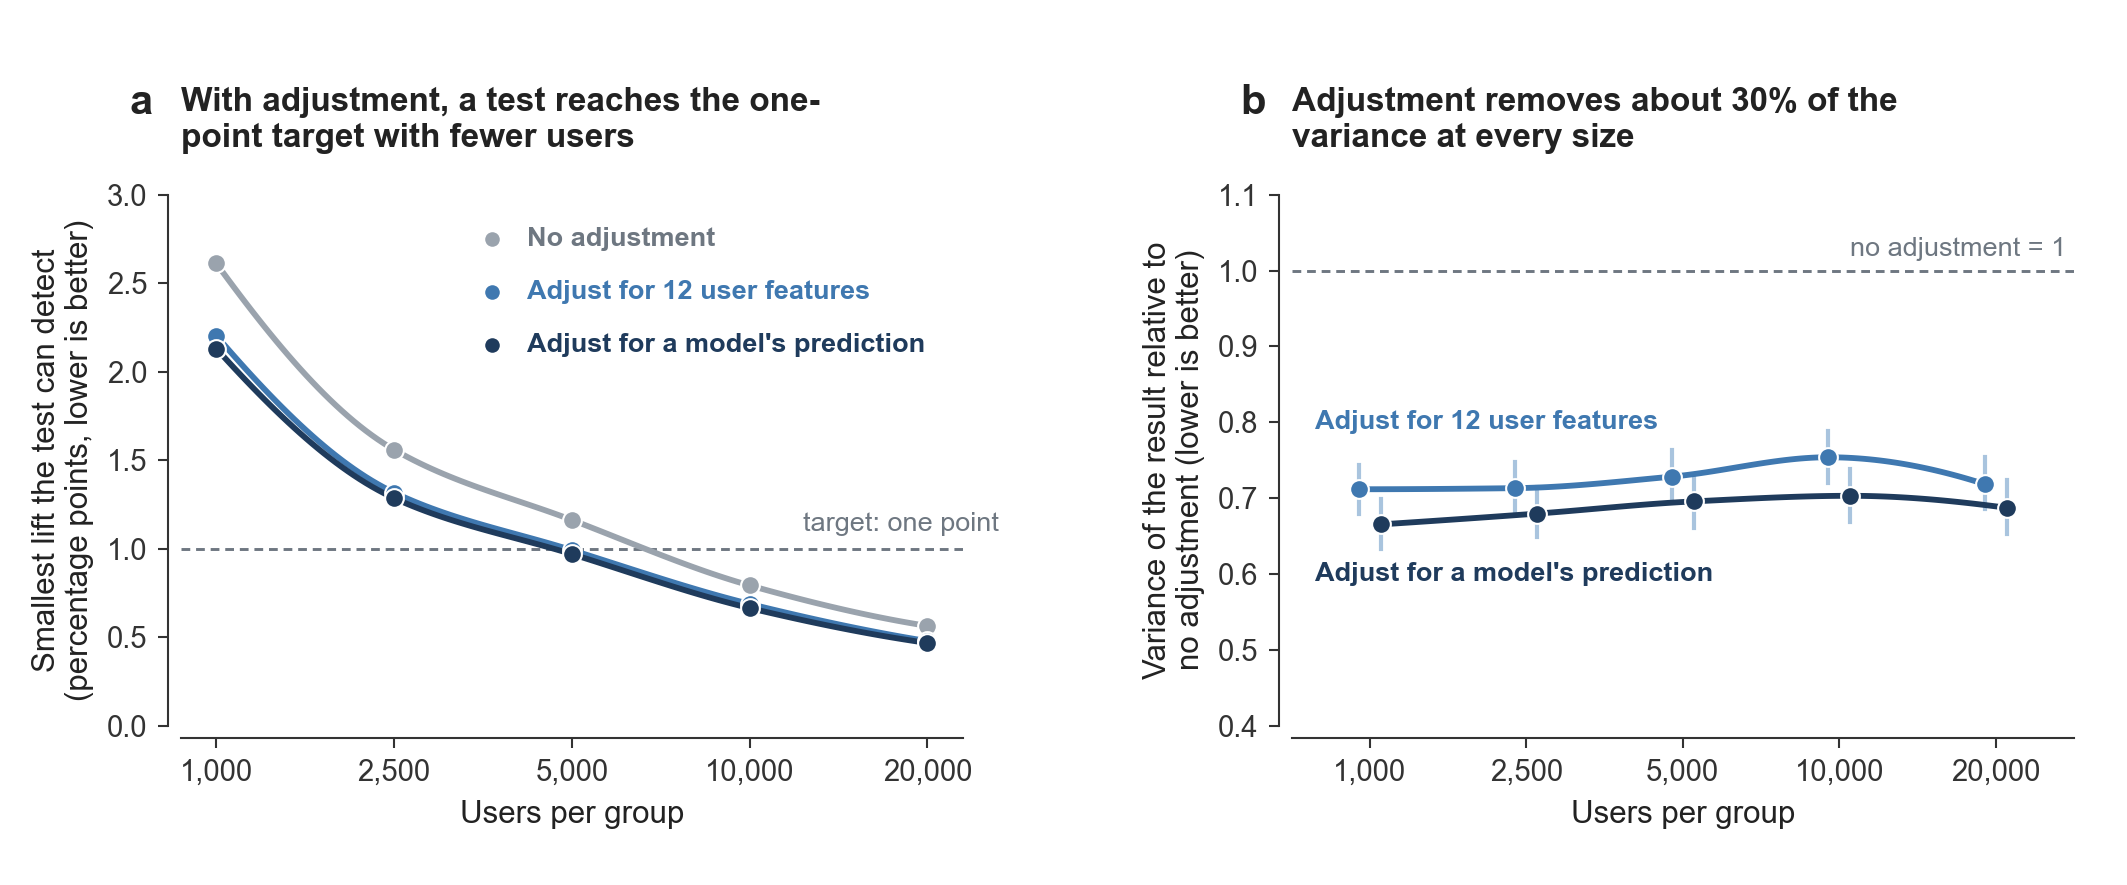 a
With adjustment, a test reaches the one-
point target with fewer users
Smallest lift the test can detect
(percentage points, lower is better)
3.0
2.5
2.0
1.5
1.0
0.5
0.0
No adjustment
Adjust for 12 user features
Adjust for a model's prediction
target: one point
1,000
2,500
5,000
10,000
20,000
Users per group
b
Adjustment removes about 30% of the
variance at every size
Variance of the result relative to
no adjustment (lower is better)
1.1
1.0
0.9
0.8
0.7
0.6
0.5
0.4
no adjustment = 1
Adjust for 12 user features
Adjust for a model's prediction
1,000
2,500
5,000
10,000
20,000
Users per group